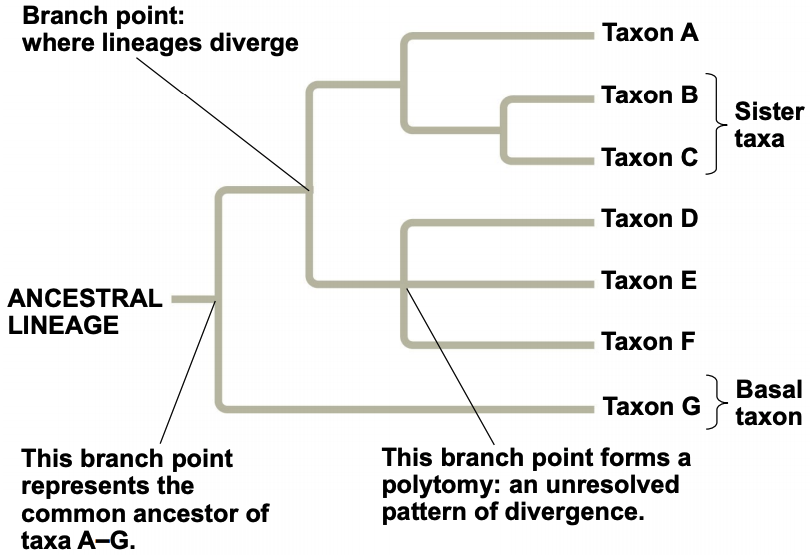 Branch point:
where lineages diverge
Taxon A
Taxon B
Sister
taxa
Taxon C
Taxon D
Taxon E
ANCESTRAL
LINEAGE
Taxon F
Taxon G
Basal
taxon
This branch point
represents the
common ancestor of
taxa A–G.
This branch point forms a
polytomy: an unresolved
pattern of divergence.